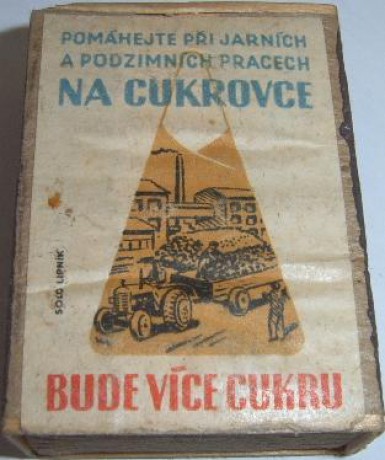 POMÁHEJTE PŘI JARNÍCH
A PODZIMNÍCH PRACECH
NA CUKROVCE
SOLO LIPNÍK
BUDE VÍCE CUKRU